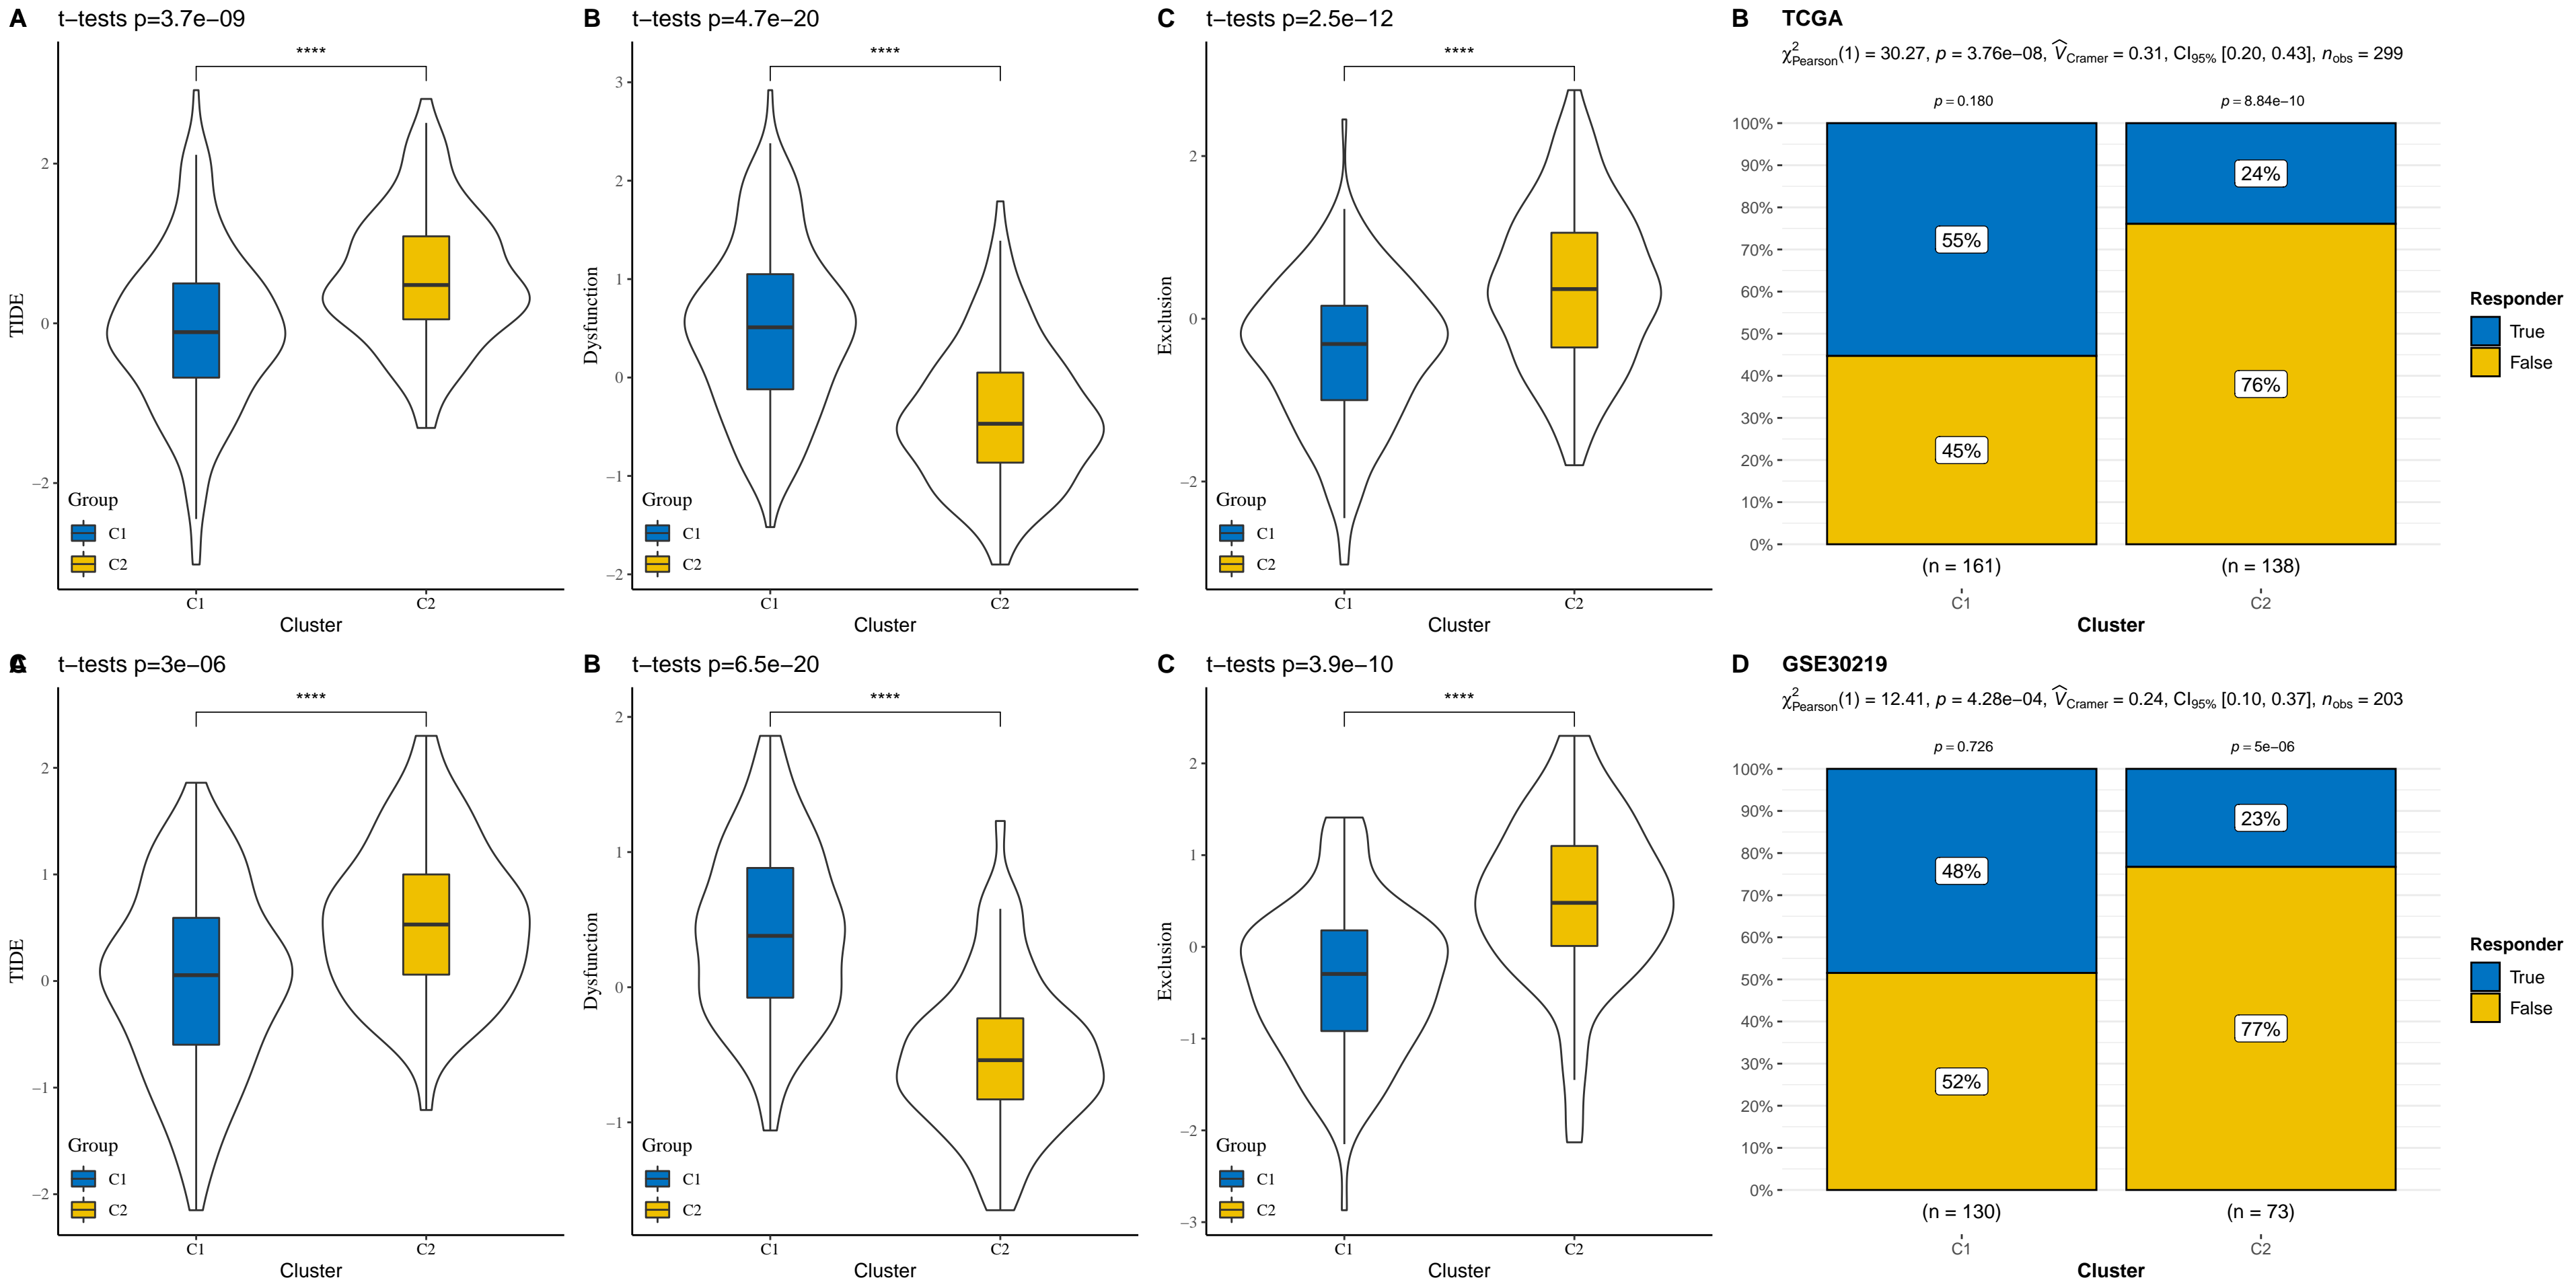 A t−tests p=3.7e−09
****
TIDE
2
0
−2
Group
C1
C2
C1 C2
Cluster
B t−tests p=4.7e−20
****
Dysfunction
3
2
1
0
−1
−2
Group
C1
C2
C1 C2
Cluster
C t−tests p=2.5e−12
****
Exclusion
2
0
−2
Group
C1
C2
C1 C2
Cluster
B TCGA
χ²Pearson(1) = 30.27, p = 3.76e−08, V̂Cramer = 0.31, CI95% [0.20, 0.43], nobs = 299
p = 0.180 p = 8.84e−10
100%
90%
80%
70%
60%
50%
40%
30%
20%
10%
0%
55%
45%
24%
76%
(n = 161) (n = 138)
C1 C2
Cluster
Responder
True
False
t−tests p=3e−06
****
TIDE
2
1
0
−1
−2
Group
C1
C2
C1 C2
Cluster
B t−tests p=6.5e−20
****
Dysfunction
2
1
0
−1
Group
C1
C2
C1 C2
Cluster
C t−tests p=3.9e−10
****
Exclusion
2
1
0
−1
−2
−3
Group
C1
C2
C1 C2
Cluster
D GSE30219
χ²Pearson(1) = 12.41, p = 4.28e−04, V̂Cramer = 0.24, CI95% [0.10, 0.37], nobs = 203
p = 0.726 p = 5e−06
100%
90%
80%
70%
60%
50%
40%
30%
20%
10%
0%
48%
52%
23%
77%
(n = 130) (n = 73)
C1 C2
Cluster
Responder
True
False